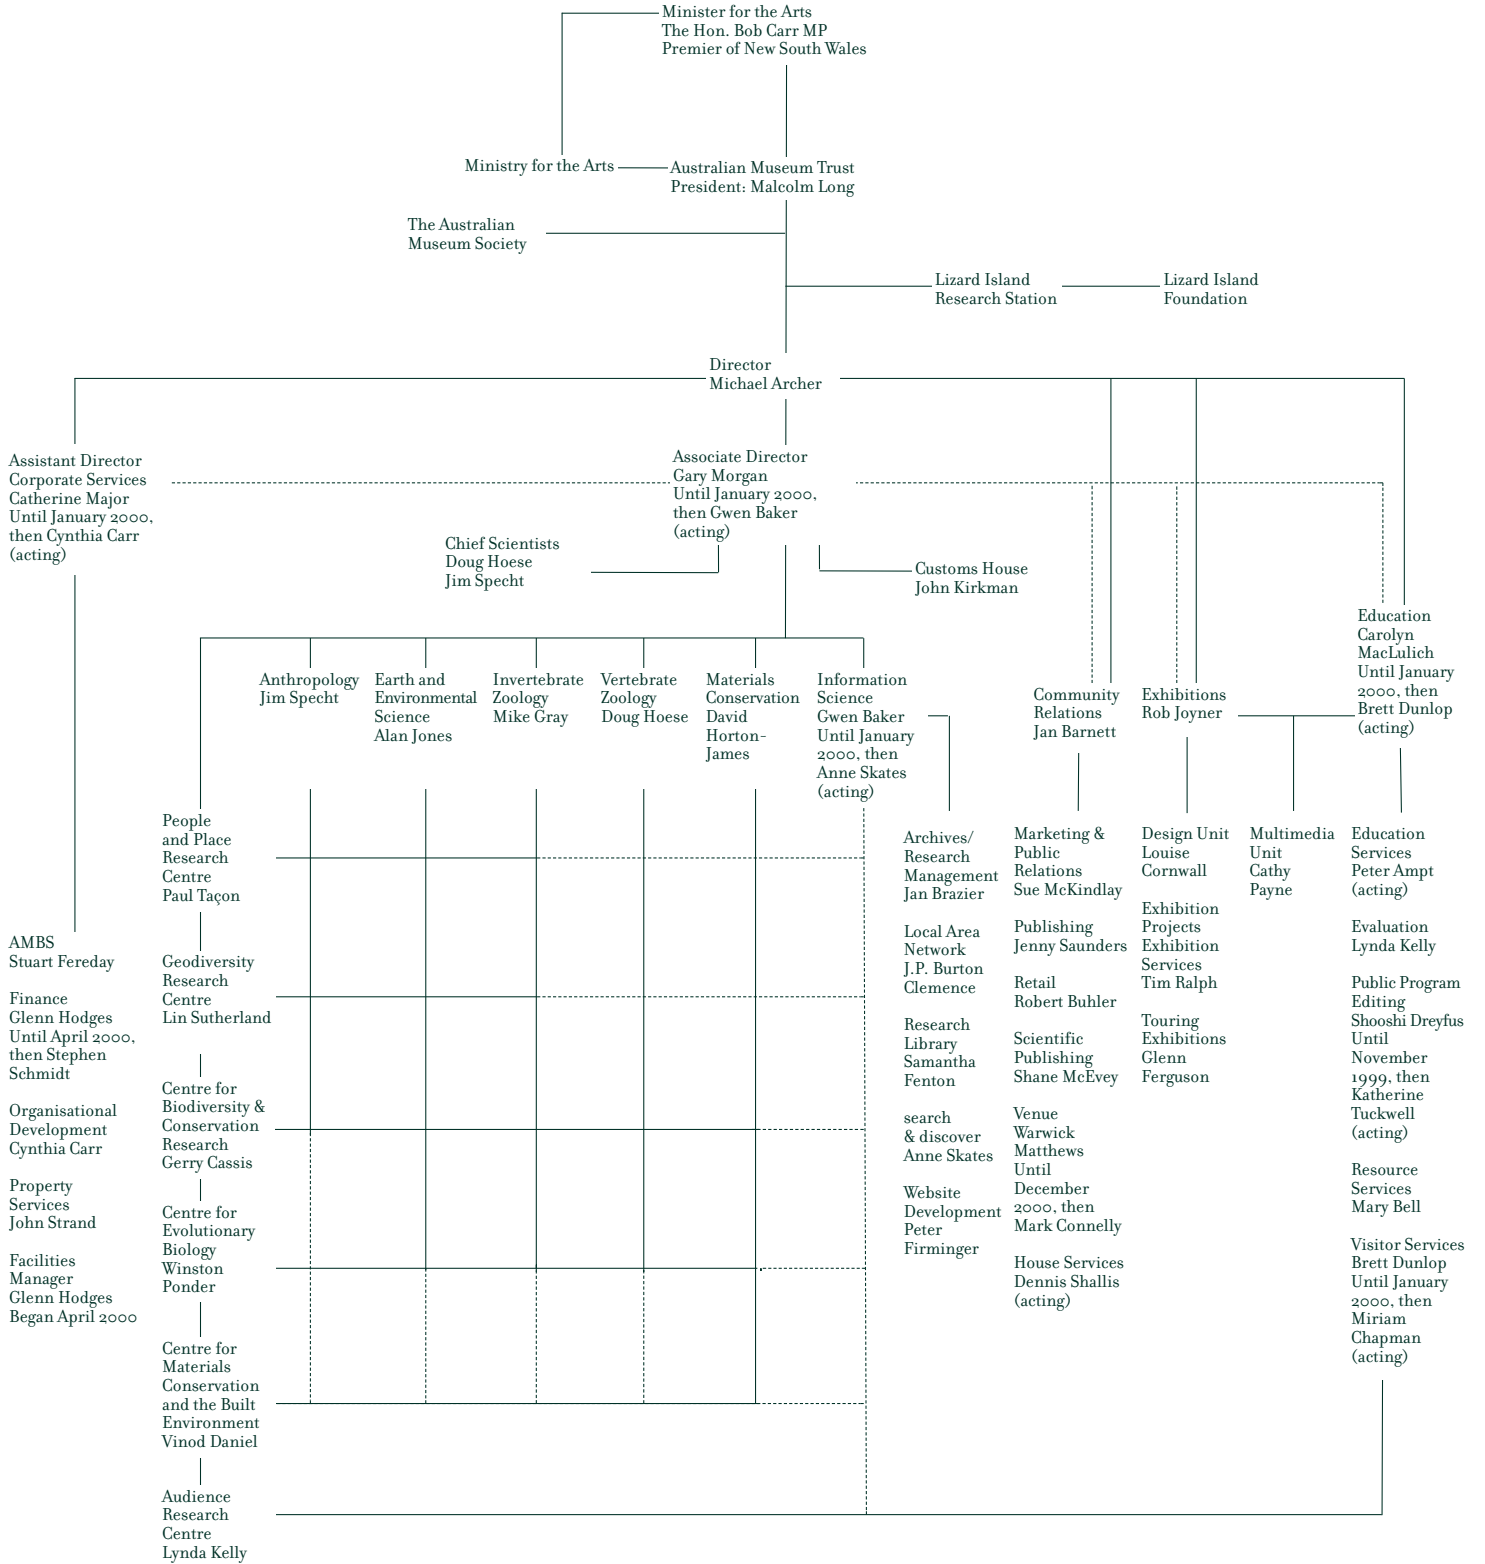 Minister for the Arts
The Hon. Bob Carr MP
Premier of New South Wales
Ministry for the Arts
Australian Museum Trust
President: Malcolm Long
The Australian
Museum Society
Lizard Island
Research Station
Lizard Island
Foundation
Director
Michael Archer
Assistant Director
Corporate Services
Catherine Major
Until January 2000,
then Cynthia Carr
(acting)
Associate Director
Gary Morgan
Until January 2000,
then Gwen Baker
(acting)
Chief Scientists
Doug Hoese
Jim Specht
Customs House
John Kirkman
Education
Carolyn
MacLulich
Until January
2000, then
Brett Dunlop
(acting)
Anthropology
Jim Specht
Earth and
Environmental
Science
Alan Jones
Invertebrate
Zoology
Mike Gray
Vertebrate
Zoology
Doug Hoese
Materials
Conservation
David
Horton-
James
Information
Science
Gwen Baker
Until January
2000, then
Anne Skates
(acting)
Community
Relations
Jan Barnett
Exhibitions
Rob Joyner
People
and Place
Research
Centre
Paul Taçon
Geodiversity
Research
Centre
Lin Sutherland
Centre for
Biodiversity &
Conservation
Research
Gerry Cassis
Centre for
Evolutionary
Biology
Winston
Ponder
Centre for
Materials
Conservation
and the Built
Environment
Vinod Daniel
Audience
Research
Centre
Lynda Kelly
AMBS
Stuart Fereday
Finance
Glenn Hodges
Until April 2000,
then Stephen
Schmidt
Organisational
Development
Cynthia Carr
Property
Services
John Strand
Facilities
Manager
Glenn Hodges
Began April 2000
Archives/
Research
Management
Jan Brazier
Local Area
Network
J.P. Burton
Clemence
Research
Library
Samantha
Fenton
search
& discover
Anne Skates
Website
Development
Peter
Firminger
Marketing &
Public
Relations
Sue McKindlay
Publishing
Jenny Saunders
Retail
Robert Buhler
Scientific
Publishing
Shane McEvey
Venue
Warwick
Matthews
Until
December
2000, then
Mark Connelly
House Services
Dennis Shallis
(acting)
Design Unit
Louise
Cornwall
Exhibition
Projects
Exhibition
Services
Tim Ralph
Touring
Exhibitions
Glenn
Ferguson
Multimedia
Unit
Cathy
Payne
Education
Services
Peter Ampt
(acting)
Evaluation
Lynda Kelly
Public Program
Editing
Shooshi Dreyfus
Until
November
1999, then
Katherine
Tuckwell
(acting)
Resource
Services
Mary Bell
Visitor Services
Brett Dunlop
Until January
2000, then
Miriam
Chapman
(acting)